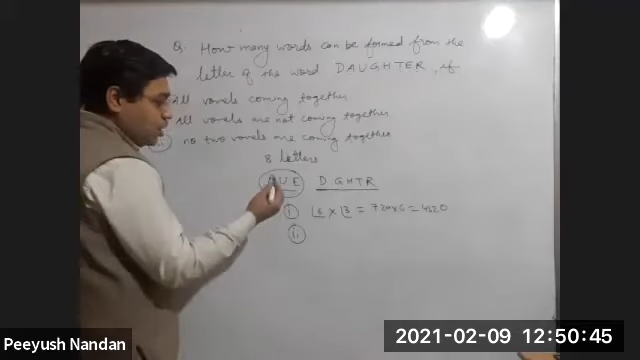 Q. How many words can be formed from the
letter of the word DAUGHTER, if
All vowels coming together
All vowels are not coming together
no two vowels are coming together
8 letters
AUE DGHTR
(i) 6 × 3 = 720×6 = 4320
(ii)
Peeyush Nandan
2021-02-09 12:50:45